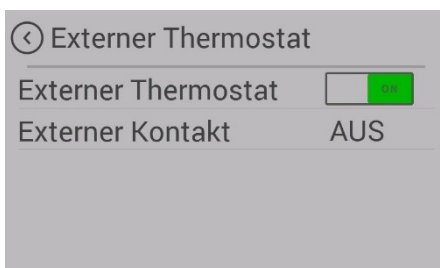 Externer Thermostat
Externer Thermostat ON
Externer Kontakt AUS